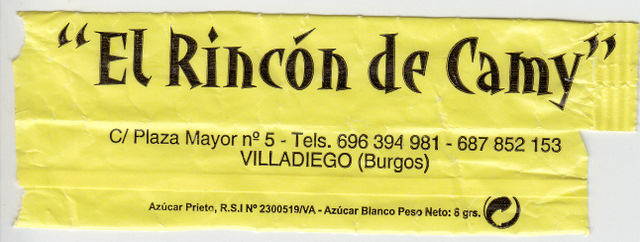 “El Rincón de Camy”
C/ Plaza Mayor nº 5 - Tels. 696 394 981 - 687 852 153
VILLADIEGO (Burgos)
Azúcar Prieto, R.S.I Nº 2300519/VA - Azúcar Blanco Peso Neto: 8 grs.